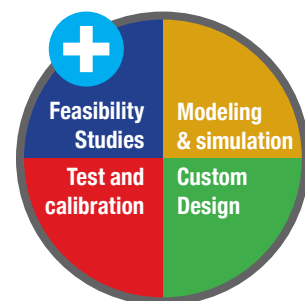 Feasibility
Studies
Modeling
& simulation
Test and
calibration
Custom
Design